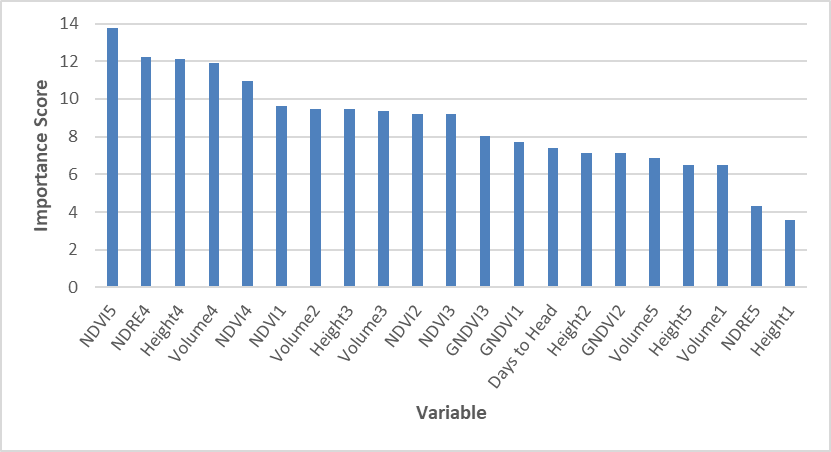 14
12
10
8
6
4
2
0
Importance Score
NDVI5
NDRE4
Height4
Volume4
NDVI4
NDVI1
Volume2
Height3
Volume3
NDVI2
NDVI3
GNDVI3
GNDVI1
Days to Head
Height2
GNDVI2
Volume5
Height5
Volume1
NDRE5
Height1
Variable